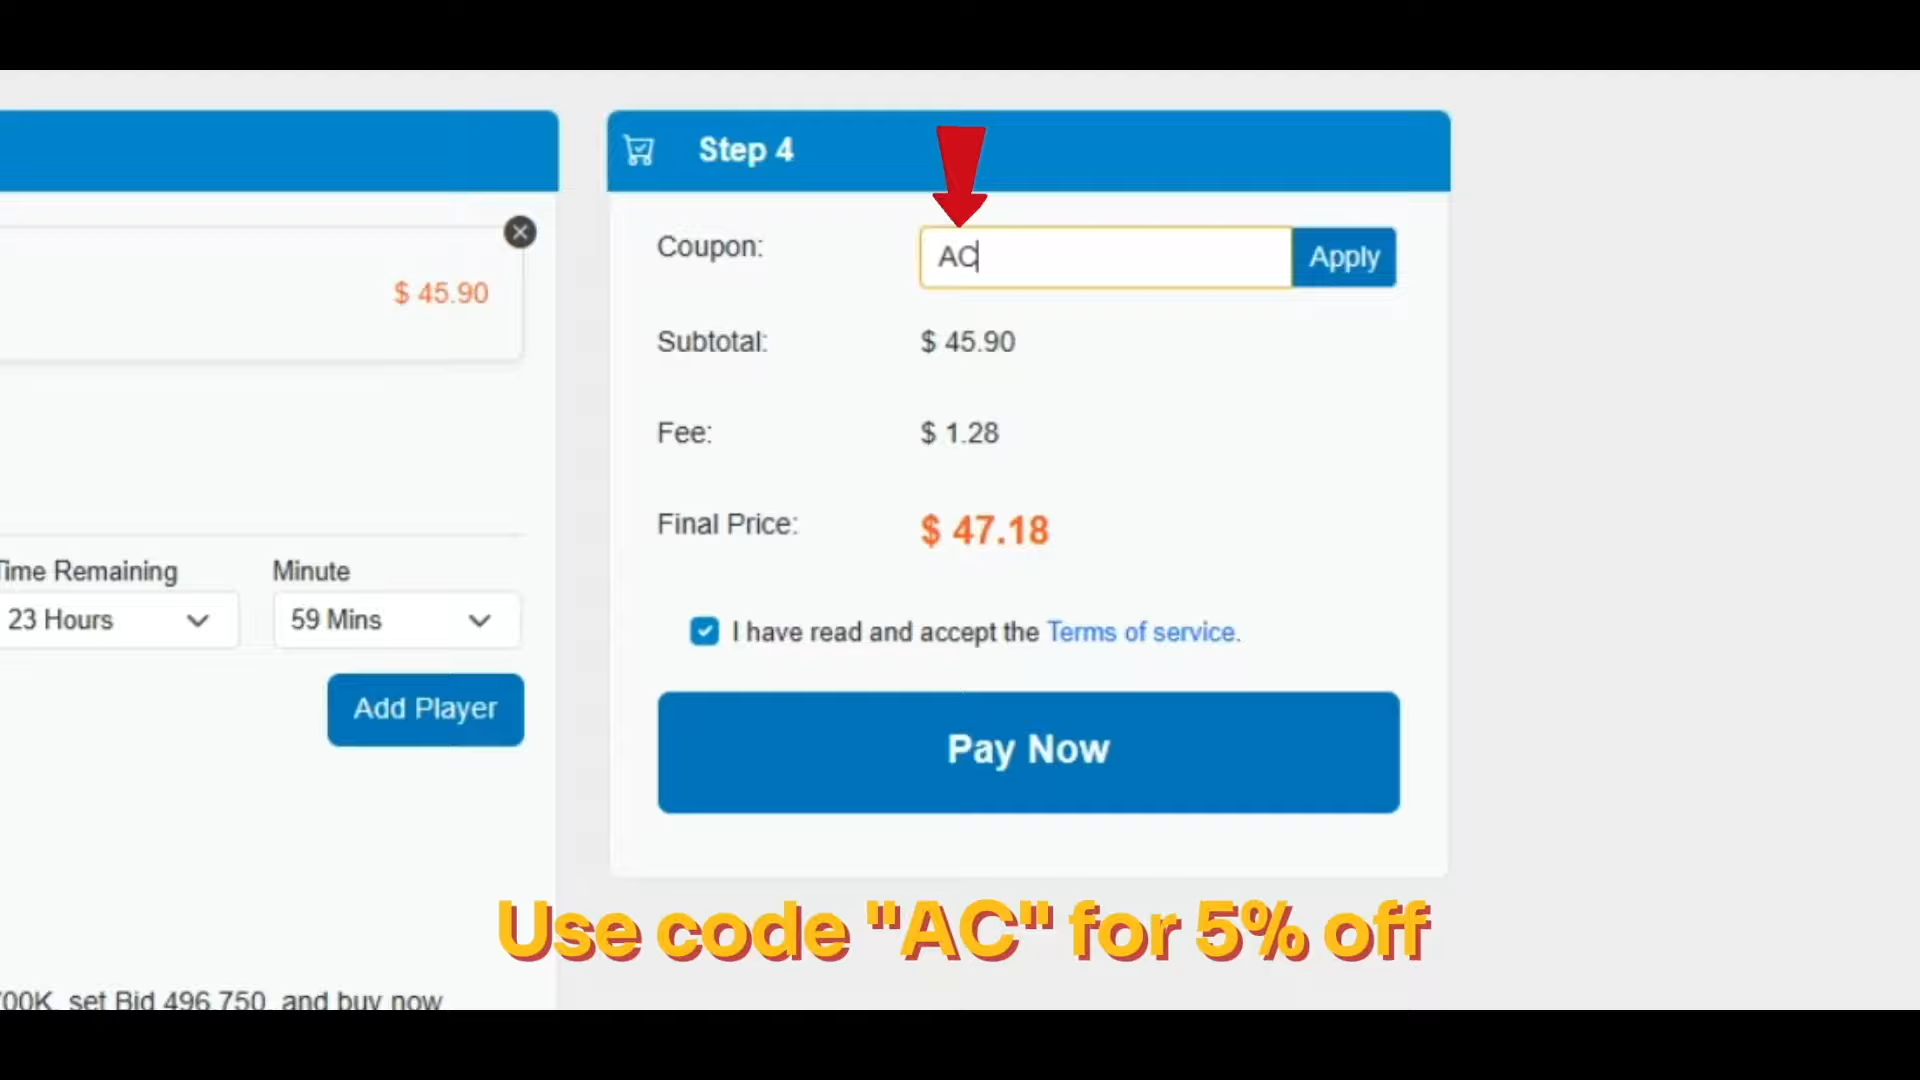 Step 4
Coupon:
AC
Apply
$ 45.90
Subtotal:
$ 45.90
Fee:
$ 1.28
Final Price:
$ 47.18
Time Remaining
Minute
23 Hours
59 Mins
I have read and accept the Terms of service.
Add Player
Pay Now
Use code "AC" for 5% off
00K, set Bid 496,750, and buy now